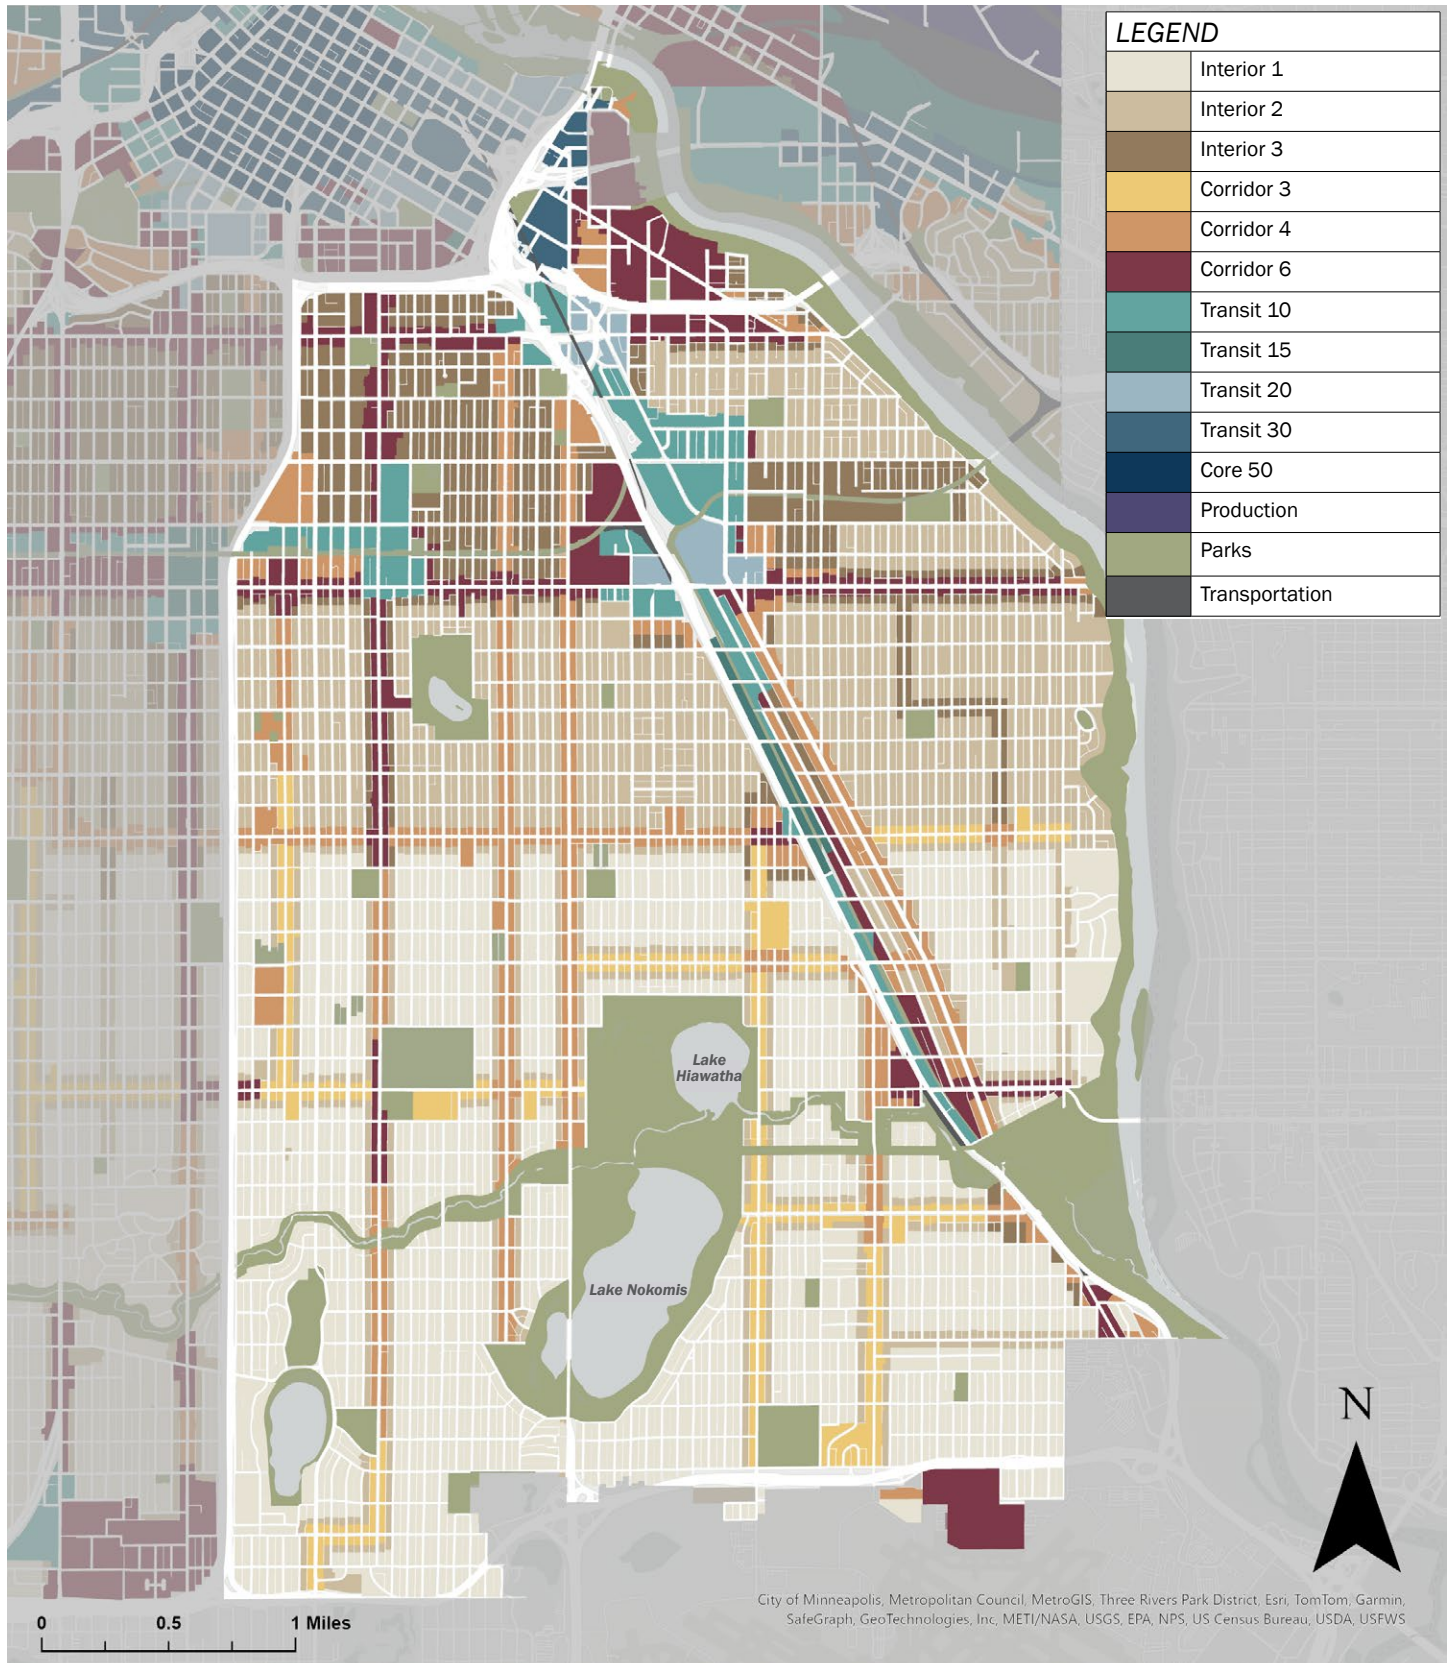 LEGEND
Interior 1
Interior 2
Interior 3
Corridor 3
Corridor 4
Corridor 6
Transit 10
Transit 15
Transit 20
Transit 30
Core 50
Production
Parks
Transportation
Lake
Hiawatha
Lake Nokomis
N
City of Minneapolis, Metropolitan Council, MetroGIS, Three Rivers Park District, Esri, TomTom, Garmin,
SafeGraph, GeoTechnologies, Inc, METI/NASA, USGS, EPA, NPS, US Census Bureau, USDA, USFWS
0 0.5 1 Miles